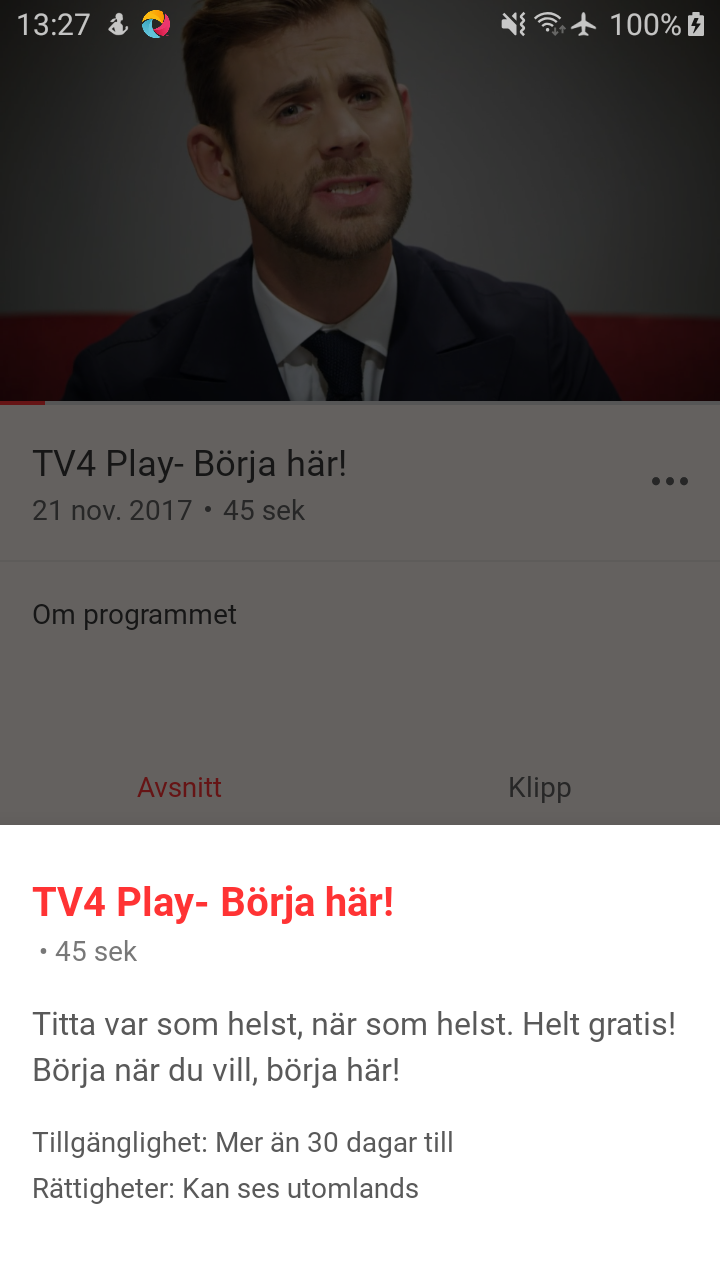 13:27
100%
TV4 Play- Börja här!
21 nov. 2017 • 45 sek
Om programmet
Avsnitt
Klipp
TV4 Play- Börja här!
• 45 sek
Titta var som helst, när som helst. Helt gratis!
Börja när du vill, börja här!
Tillgänglighet: Mer än 30 dagar till
Rättigheter: Kan ses utomlands